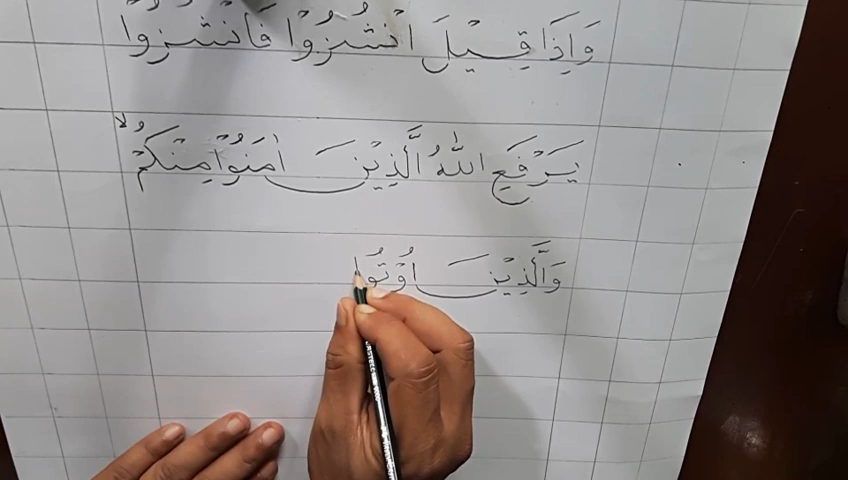 وَاِذَا قِيْلَ انْشُزُوْا فَانْشُزُوْا
يَرْفَعِ اللّٰهُ الَّذِيْنَ اٰمَنُوْا مِنْكُمْ ۙ
وَالَّذِيْنَ اُوْتُوا